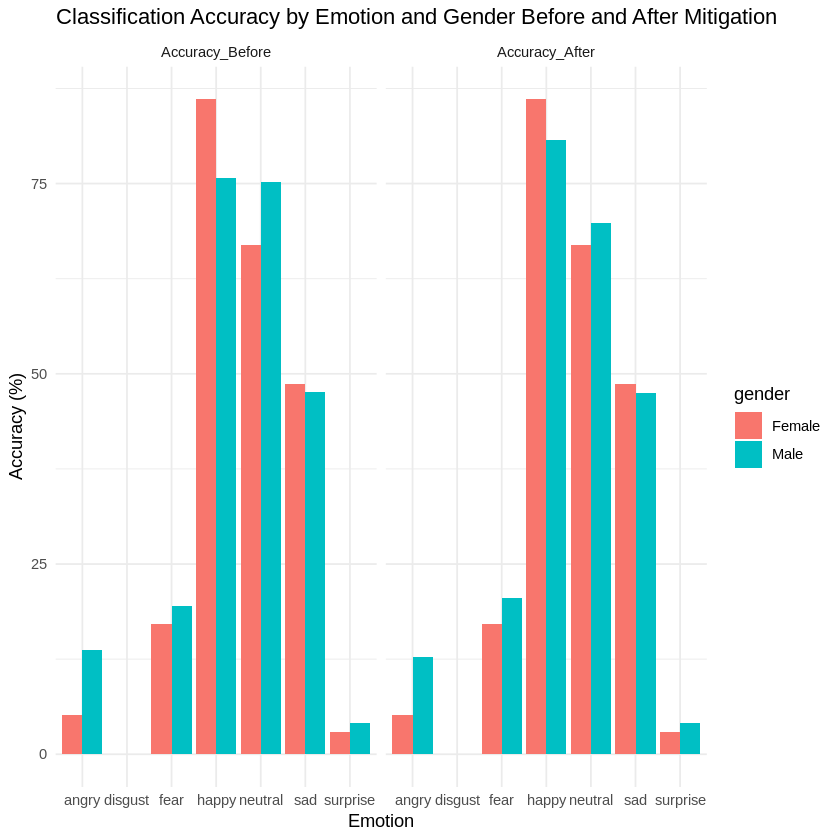 Classification Accuracy by Emotion and Gender Before and After Mitigation
Accuracy_Before
Accuracy_After
Accuracy (%)
75
50
25
0
angry disgust fear happy neutral sad surprise
angry disgust fear happy neutral sad surprise
Emotion
gender
Female
Male